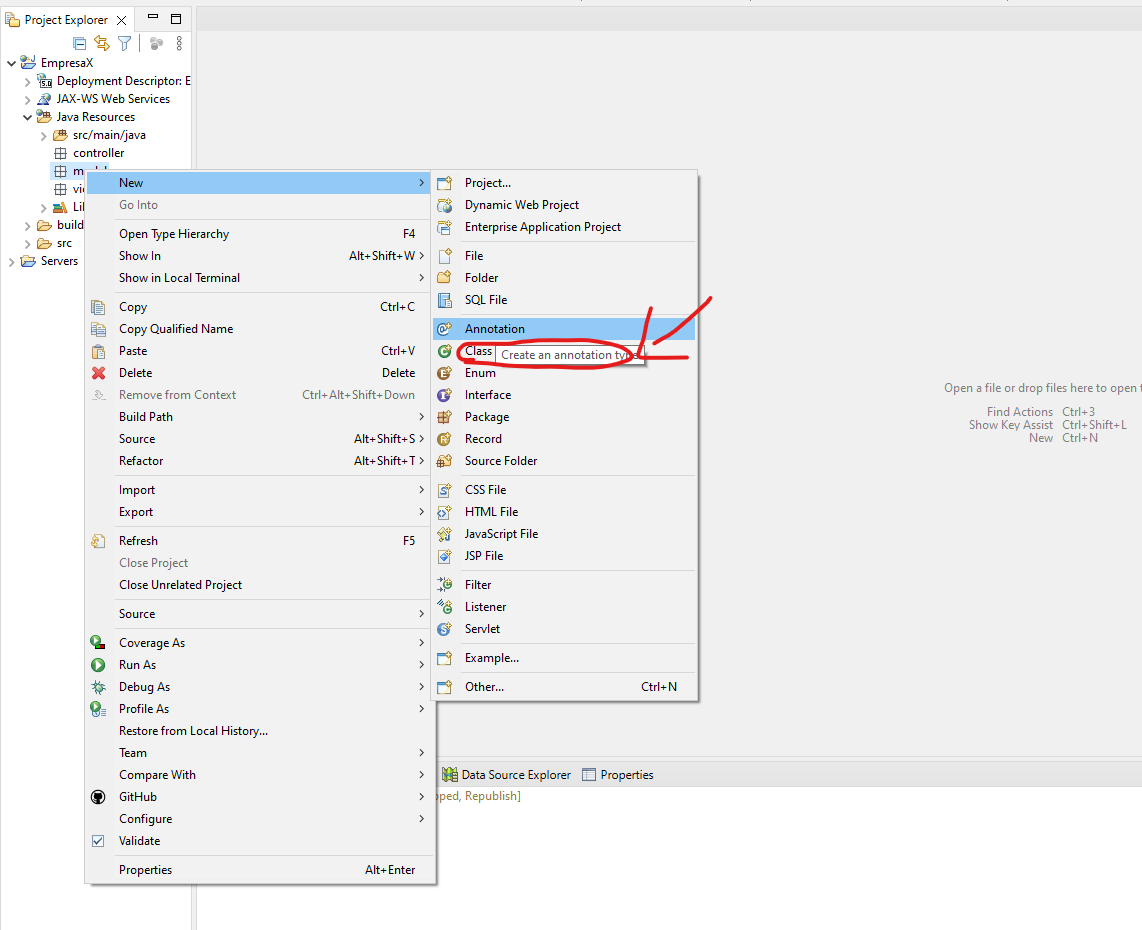 Project Explorer
EmpresaX
Deployment Descriptor: E
JAX-WS Web Services
Java Resources
src/main/java
controller
build
src
Servers
New
Go Into
Open Type Hierarchy F4
Show In Alt+Shift+W
Show in Local Terminal
Copy Ctrl+C
Copy Qualified Name
Paste Ctrl+V
Delete Delete
Remove from Context Ctrl+Alt+Shift+Down
Build Path
Source Alt+Shift+S
Refactor Alt+Shift+T
Import
Export
Refresh F5
Close Project
Close Unrelated Project
Source
Coverage As
Run As
Debug As
Profile As
Restore from Local History...
Team
Compare With
GitHub
Configure
Validate
Properties Alt+Enter
Project...
Dynamic Web Project
Enterprise Application Project
File
Folder
SQL File
Annotation
Class
Create an annotation type
Enum
Interface
Package
Record
Source Folder
CSS File
HTML File
JavaScript File
JSP File
Filter
Listener
Servlet
Example...
Other... Ctrl+N
Open a file or drop files here to open t
Find Actions Ctrl+3
Show Key Assist Ctrl+Shift+L
New Ctrl+N
Data Source Explorer
Properties
pped, Republish]